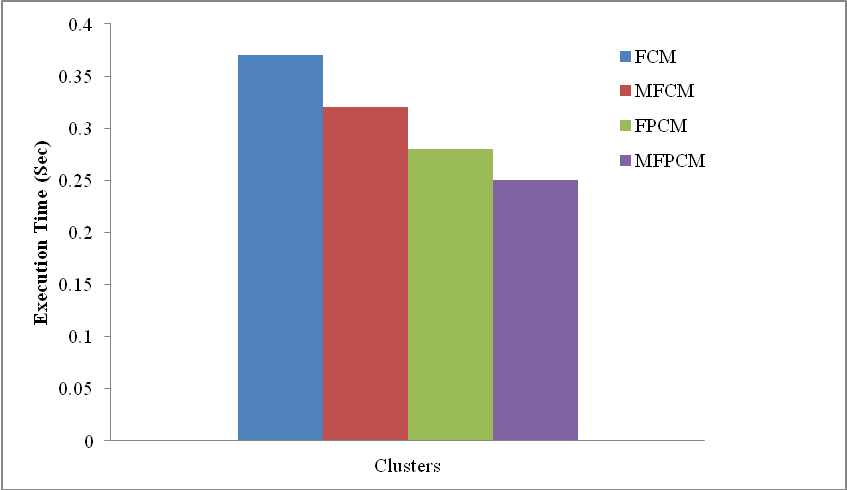 0.4
0.35
0.3
0.25
0.2
0.15
0.1
0.05
0
Execution Time (Sec)
Clusters
FCM
MFCM
FPCM
MFPCM